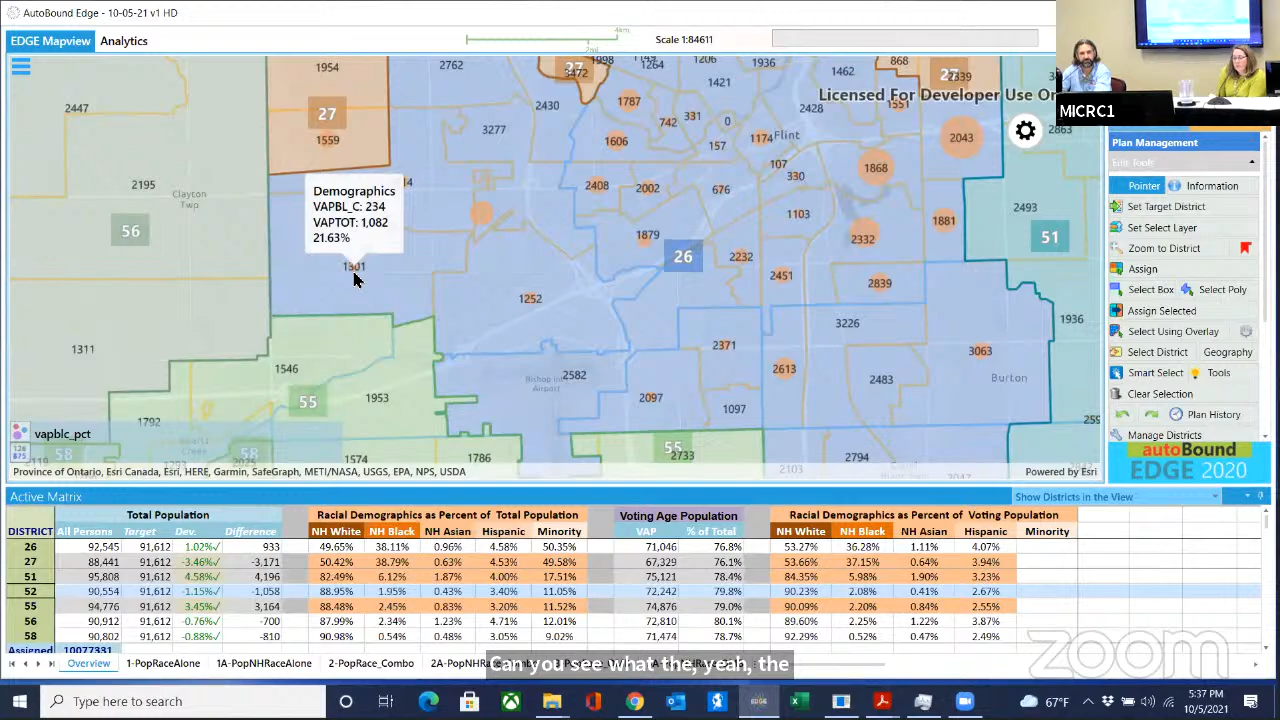 AutoBound Edge - 10-05-21 v1 HD
EDGE Mapview Analytics
4km
2mi
Scale 1:84611
MICRC1
1954 2762 1998 1264 1206 1936 1462 868
27 3472 27 2339
2447 27 2430 1787 1421 Licensed For Developer Use On
3277 742 331 0 2428 1551
1559 1606 157 1174 Flint 2043 2863
107 1868
2195 Clayton Twp 14 2408 2002 676 330
56 1103 1881 2493 51
Demographics
VAPBL_C: 234
VAPTOT: 1,082
21.63%
1301
1879 26 2232 2332
2451 2839
1252
1311 3226 1936
2371 3063
1546 Bishop Int Airport 2582 2613 2483 Burton
55 1953 2097 1097
1792
vapblc_pct
58 58 1574 1786 55 2733 2103 2794
Province of Ontario, Esri Canada, Esri, HERE, Garmin, SafeGraph, METI/NASA, USGS, EPA, NPS, USDA
Powered by Esri
Plan Management
Edit Tools
Pointer Information
Set Target District
Set Select Layer
Zoom to District
Assign
Select Box Select Poly
Assign Selected
Select Using Overlay
Select District Geography
Smart Select Tools
Clear Selection
Plan History
Manage Districts
autoBound
EDGE 2020
Active Matrix Show Districts in the View
Total Population Racial Demographics as Percent of Total Population Voting Age Population Racial Demographics as Percent of Voting Population
DISTRICT All Persons Target Dev. Difference NH White NH Black NH Asian Hispanic Minority VAP % of Total NH White NH Black NH Asian Hispanic Minority
26 92,545 91,612 1.02%✓ 933 49.65% 38.11% 0.96% 4.58% 50.35% 71,046 76.8% 53.27% 36.28% 1.11% 4.07%
27 88,441 91,612 -3.46%✓ -3,171 50.42% 38.79% 0.63% 4.53% 49.58% 67,329 76.1% 53.66% 37.15% 0.64% 3.94%
51 95,808 91,612 4.58%✓ 4,196 82.49% 6.12% 1.87% 4.00% 17.51% 75,121 78.4% 84.35% 5.98% 1.90% 3.23%
52 90,554 91,612 -1.15%✓ -1,058 88.95% 1.95% 0.43% 3.40% 11.05% 72,242 79.8% 90.23% 2.08% 0.41% 2.67%
55 94,776 91,612 3.45%✓ 3,164 88.48% 2.45% 0.83% 3.20% 11.52% 74,876 79.0% 90.09% 2.20% 0.84% 2.55%
56 90,912 91,612 -0.76%✓ -700 87.99% 2.34% 1.23% 4.71% 12.01% 72,810 80.1% 89.60% 2.25% 1.22% 3.87%
58 90,802 91,612 -0.88%✓ -810 90.98% 0.54% 0.48% 3.05% 9.02% 71,474 78.7% 92.29% 0.52% 0.47% 2.49%
Assigned 10077331
Overview 1-PopRaceAlone 1A-PopNHRaceAlone 2-PopRace_Combo
Can you see what the, yeah, the
zoom
Type here to search
67°F
5:37 PM
10/5/2021